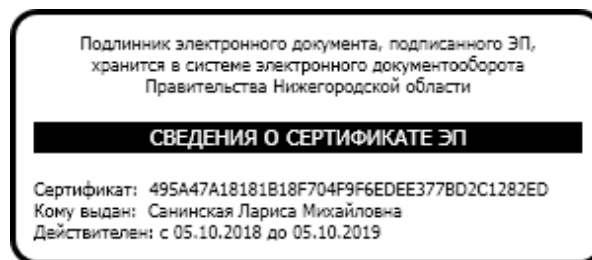 Подлинник электронного документа, подписанного ЭП,
хранится в системе электронного документооборота
Правительства Нижегородской области
СВЕДЕНИЯ О СЕРТИФИКАТЕ ЭП
Сертификат: 495A47A18181B18F704F9F6EDEE377BD2C1282ED
Кому выдан: Санинская Лариса Михайловна
Действителен: с 05.10.2018 до 05.10.2019